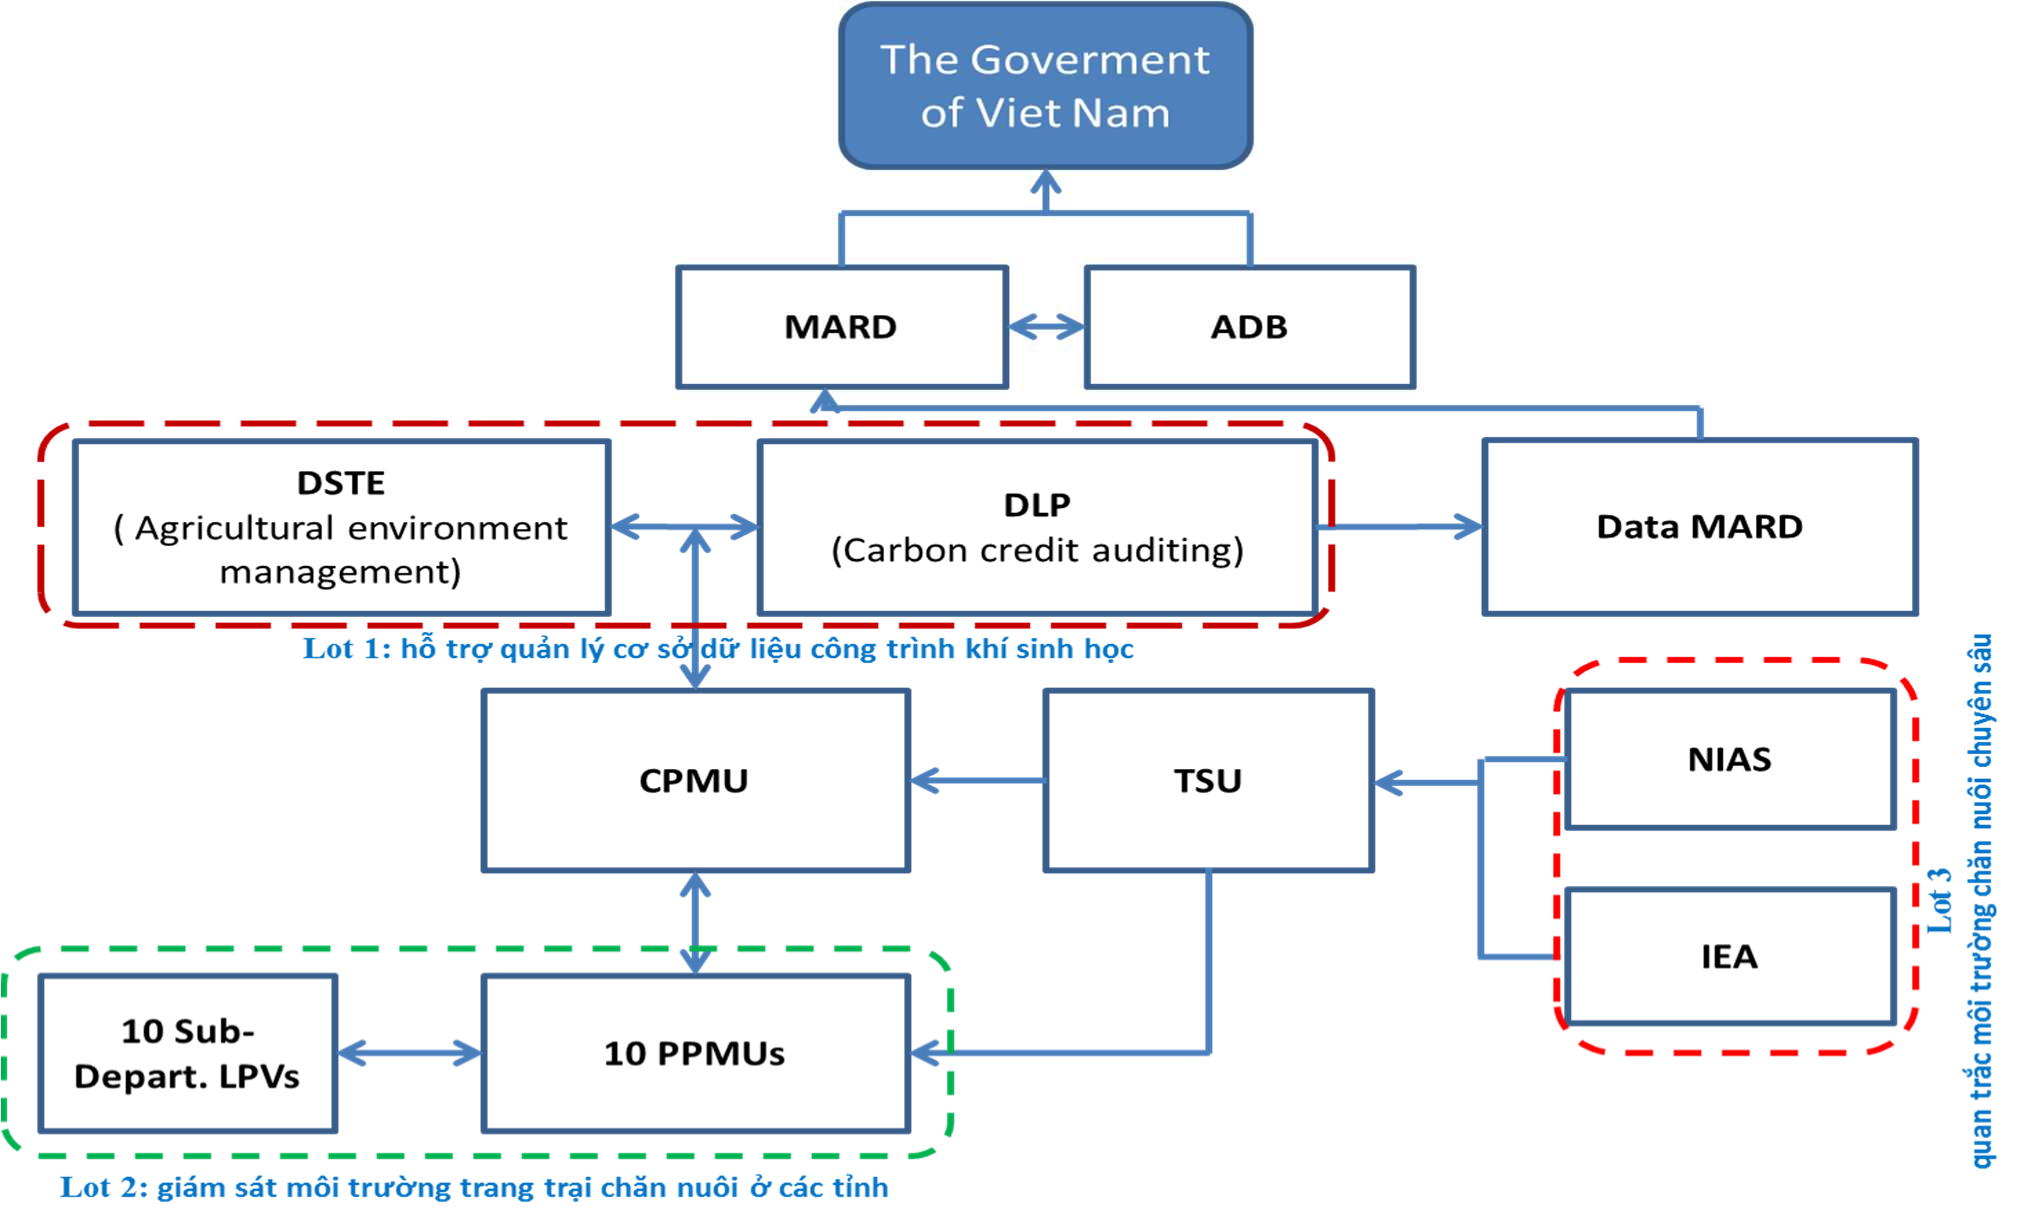 The Goverment
of Viet Nam
MARD
ADB
DSTE
( Agricultural environment
management)
DLP
(Carbon credit auditing)
Data MARD
Lot 1: hỗ trợ quản lý cơ sở dữ liệu công trình khí sinh học
CPMU
TSU
NIAS
IEA
Lot 3
quan trắc môi trường chăn nuôi chuyên sâu
10 Sub-
Depart. LPVs
10 PPMUs
Lot 2: giám sát môi trường trang trại chăn nuôi ở các tỉnh